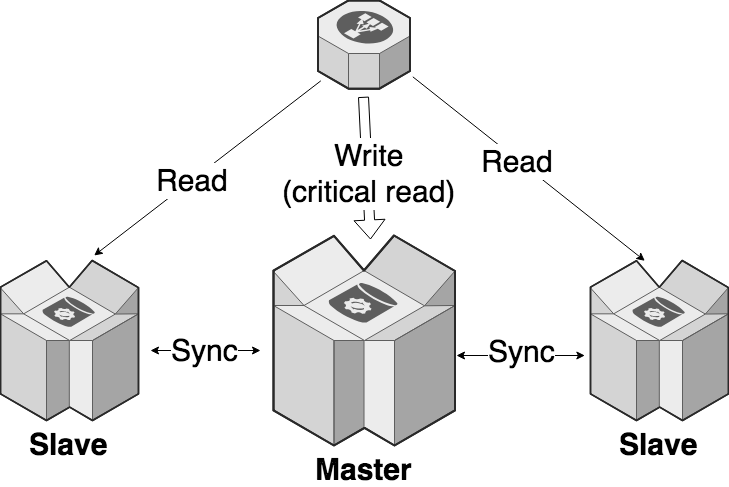 Read
Write
(critical read)
Read
Sync
Sync
Slave
Master
Slave